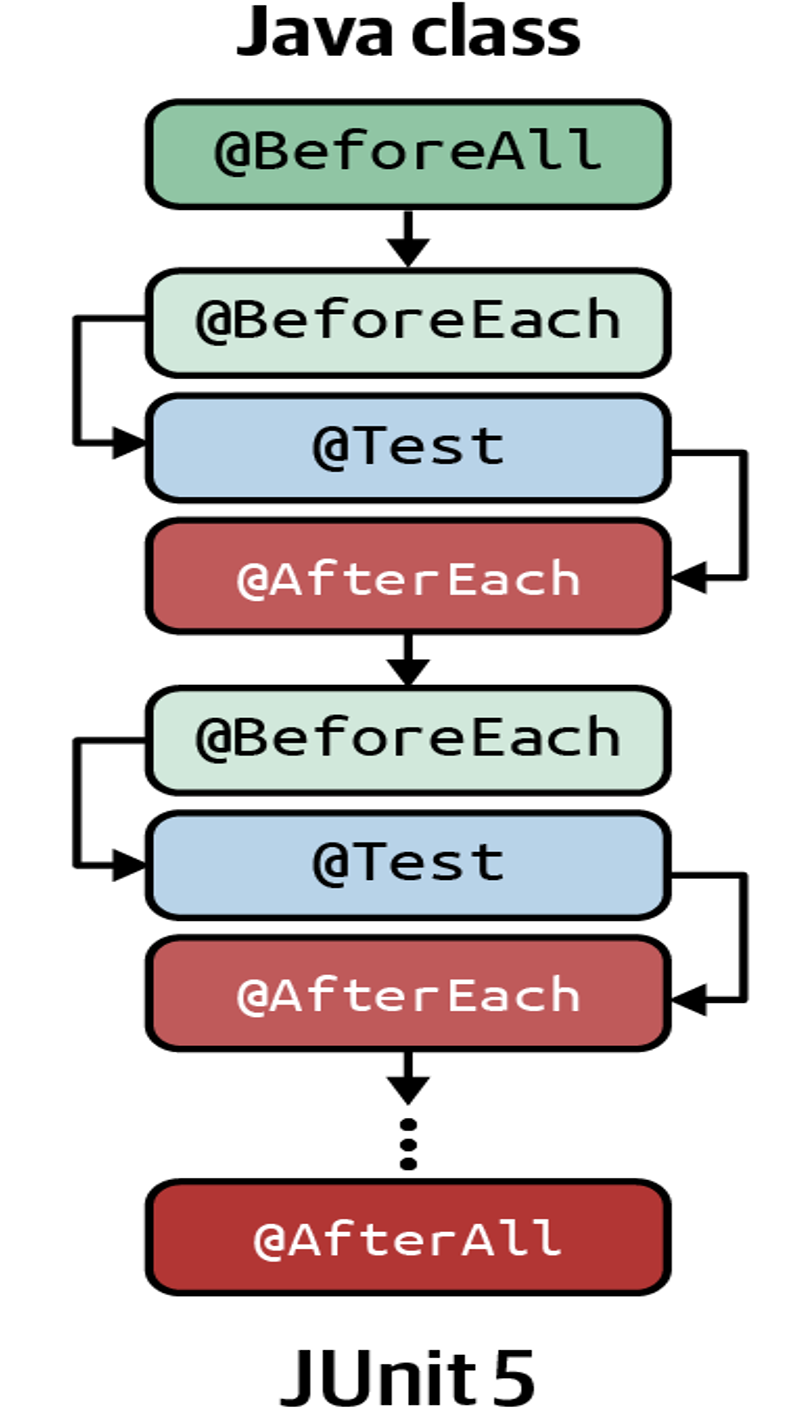 Java class
@BeforeAll
@BeforeEach
@Test
@AfterEach
@BeforeEach
@Test
@AfterEach
@AfterAll
JUnit 5